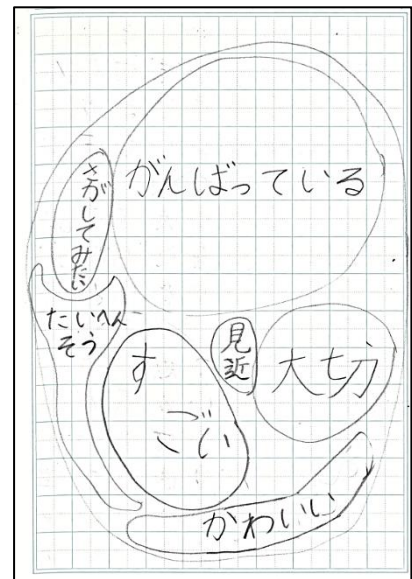 がんばっている
さがしてみたい
たいへん
そう
見近
大切
す
ごい
かわいい